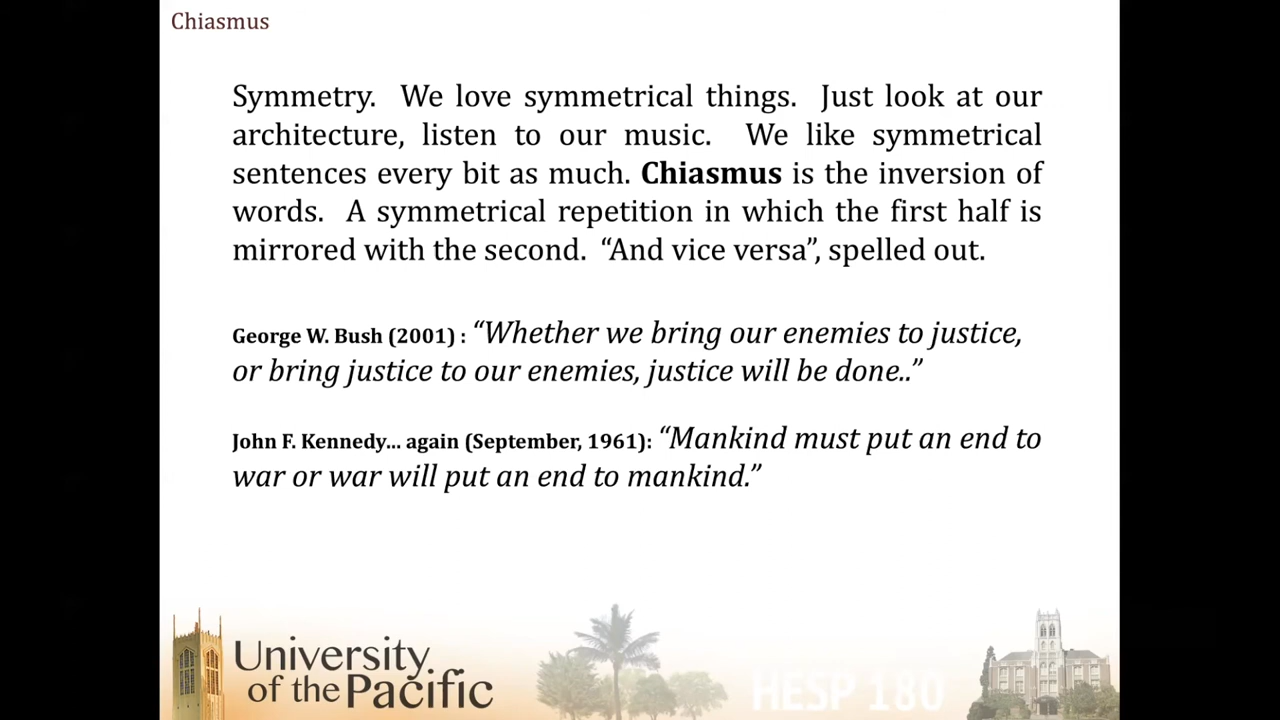 Chiasmus
Symmetry. We love symmetrical things. Just look at our
architecture, listen to our music. We like symmetrical
sentences every bit as much. Chiasmus is the inversion of
words. A symmetrical repetition in which the first half is
mirrored with the second. “And vice versa”, spelled out.
George W. Bush (2001) : “Whether we bring our enemies to justice,
or bring justice to our enemies, justice will be done..”
John F. Kennedy... again (September, 1961): “Mankind must put an end to
war or war will put an end to mankind.”
University
of the Pacific
HESP 180